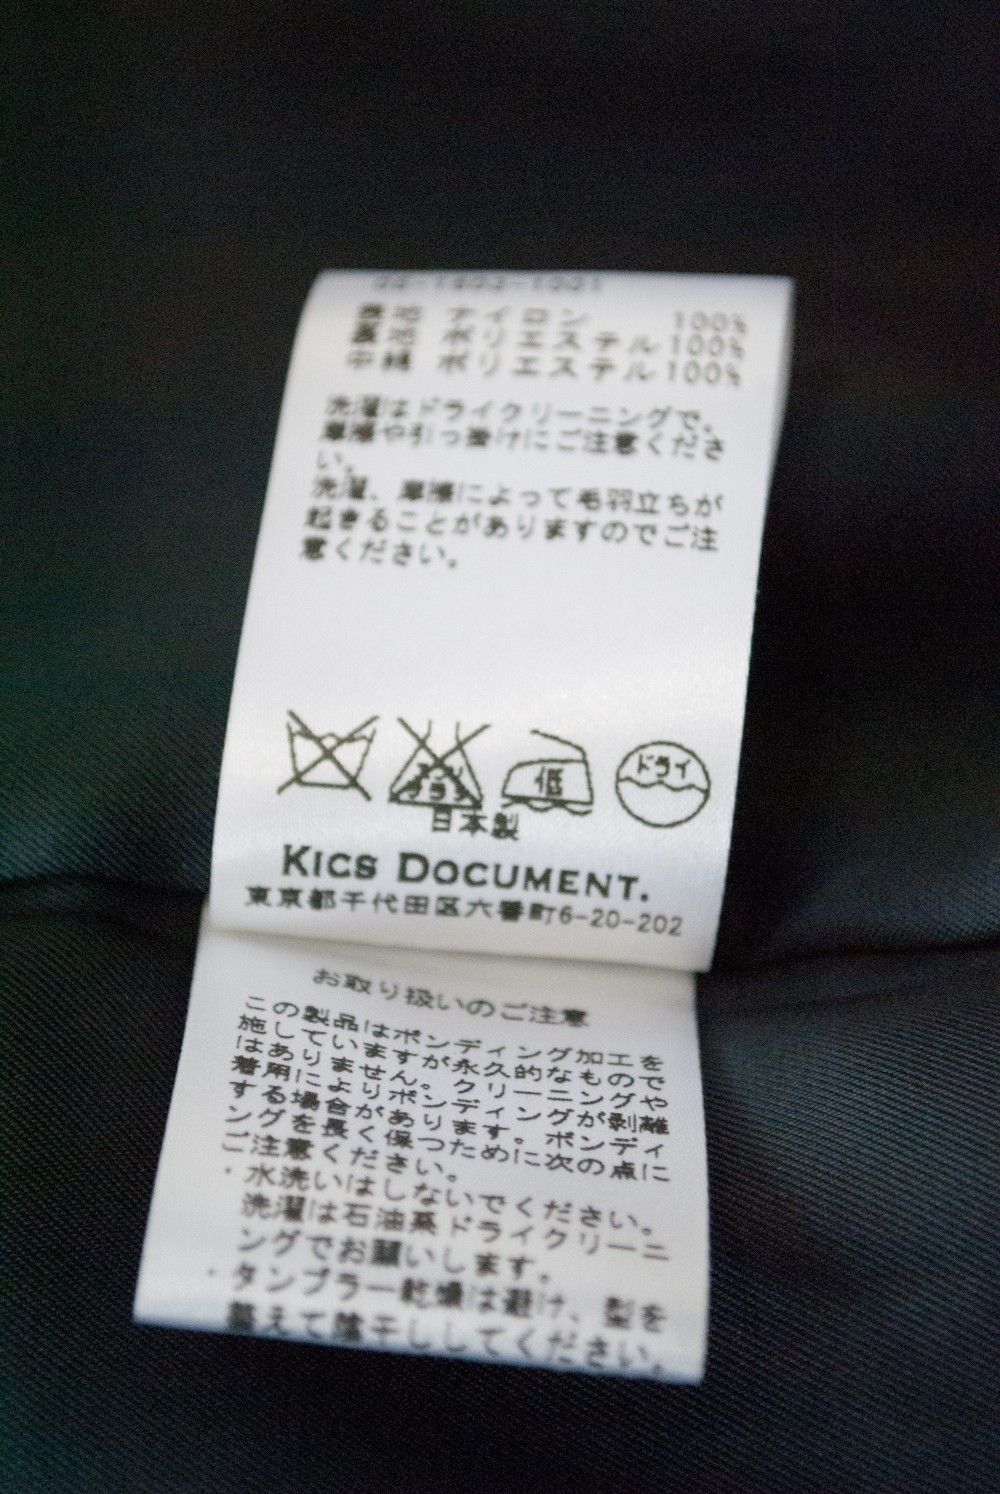 表地 ナイロン 100%
裏地 ポリエステル 100%
中綿 ポリエステル 100%
洗濯はドライクリーニングで。
摩擦や引っ掛けにご注意くださ
い。
洗濯、摩擦によって毛羽立ちが
起きることがありますのでご注
意ください。
エンソ 低 ドライ
サラシ
日本製
KICS DOCUMENT.
東京都千代田区六番町6-20-202
お取り扱いのご注意
この製品はボンディング加工を
施していますが永久的なもので
はありません。クリーニングや
着用によりボンディングが剥離
する場合があります。ボンディ
ングを長く保つために次の点に
ご注意ください。
・水洗いはしないでください。
洗濯は石油系ドライクリーニ
ングでお願いします。
・タンブラー乾燥は避け、型を
整えて陰干ししてください。